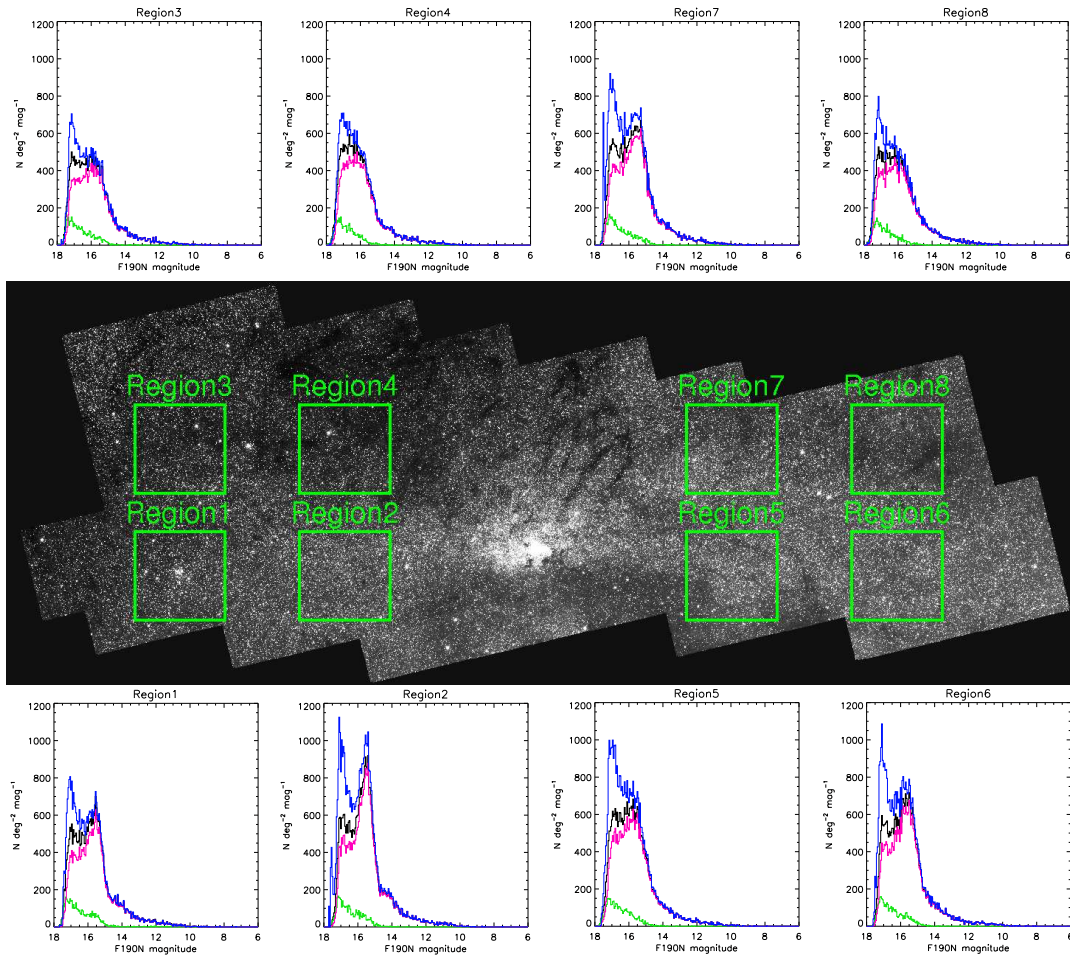 Region3 Region4 Region7 Region8
1200 1200 1200 1200
1000 1000 1000 1000
800 800 800 800
600 600 600 600
400 400 400 400
200 200 200 200
0 0 0 0
N deg⁻² mag⁻¹ N deg⁻² mag⁻¹ N deg⁻² mag⁻¹ N deg⁻² mag⁻¹
18 16 14 12 10 8 6 18 16 14 12 10 8 6 18 16 14 12 10 8 6 18 16 14 12 10 8 6
F190N magnitude F190N magnitude F190N magnitude F190N magnitude
Region3 Region4 Region7 Region8
Region1 Region2 Region5 Region6
Region1 Region2 Region5 Region6
1200 1200 1200 1200
1000 1000 1000 1000
800 800 800 800
600 600 600 600
400 400 400 400
200 200 200 200
0 0 0 0
N deg⁻² mag⁻¹ N deg⁻² mag⁻¹ N deg⁻² mag⁻¹ N deg⁻² mag⁻¹
18 16 14 12 10 8 6 18 16 14 12 10 8 6 18 16 14 12 10 8 6 18 16 14 12 10 8 6
F190N magnitude F190N magnitude F190N magnitude F190N magnitude